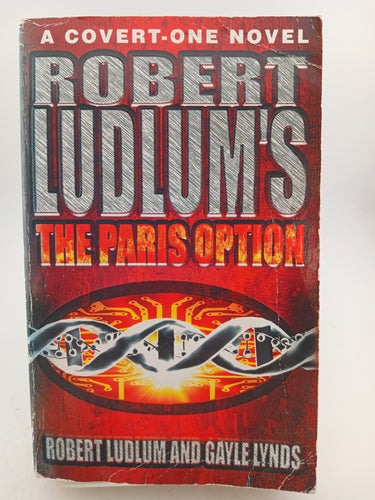 A COVERT-ONE NOVEL
ROBERT
LUDLUM'S
THE PARIS OPTION
ROBERT LUDLUM AND GAYLE LYNDS